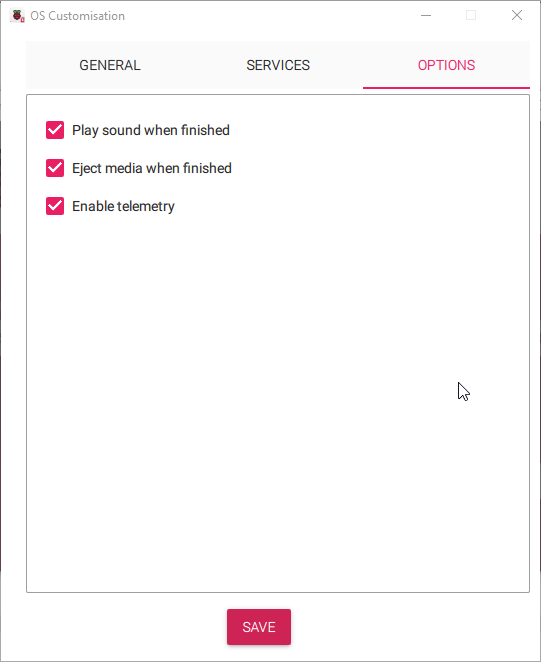 OS Customisation
GENERAL SERVICES OPTIONS
Play sound when finished
Eject media when finished
Enable telemetry
SAVE